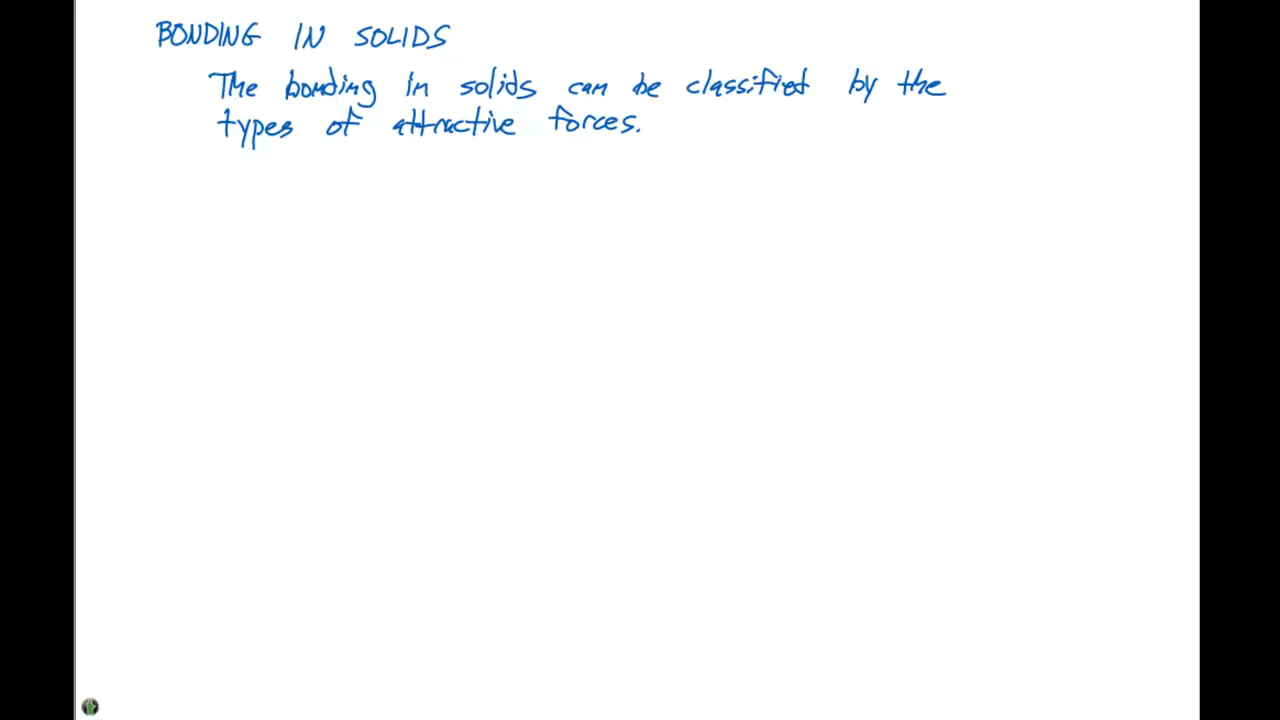 BONDING IN SOLIDS
The bonding in solids can be classified by the
types of attractive forces.